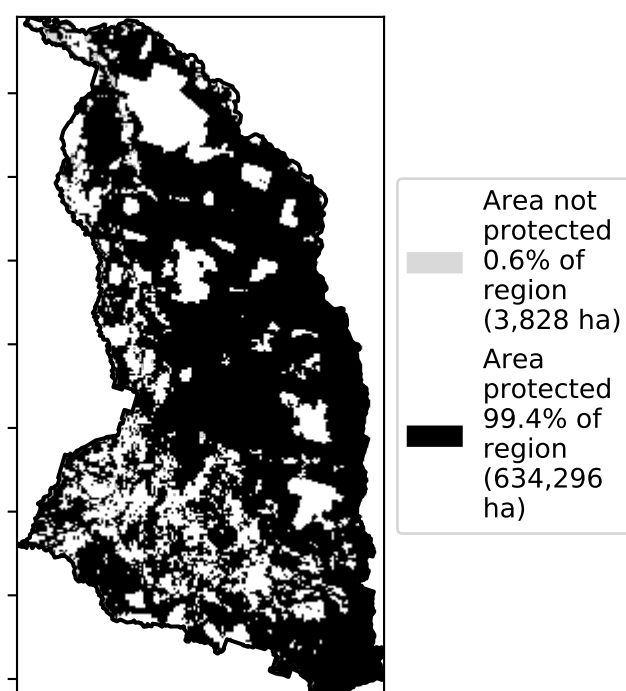 Area not
protected
0.6% of
region
(3,828 ha)
Area
protected
99.4% of
region
(634,296
ha)